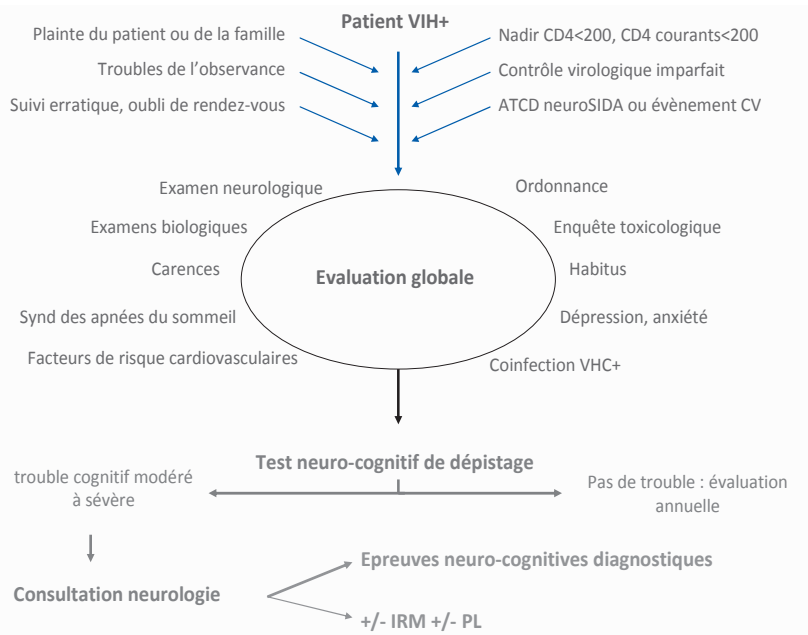 Patient VIH+
Plainte du patient ou de la famille
Nadir CD4<200, CD4 courants<200
Troubles de l’observance
Contrôle virologique imparfait
Suivi erratique, oubli de rendez-vous
ATCD neuroSIDA ou évènement CV
Examen neurologique
Ordonnance
Examens biologiques
Enquête toxicologique
Carences
Evaluation globale
Habitus
Synd des apnées du sommeil
Dépression, anxiété
Facteurs de risque cardiovasculaires
Coinfection VHC+
Test neuro-cognitif de dépistage
trouble cognitif modéré
à sévère
Pas de trouble : évaluation
annuelle
Epreuves neuro-cognitives diagnostiques
Consultation neurologie
+/- IRM +/- PL